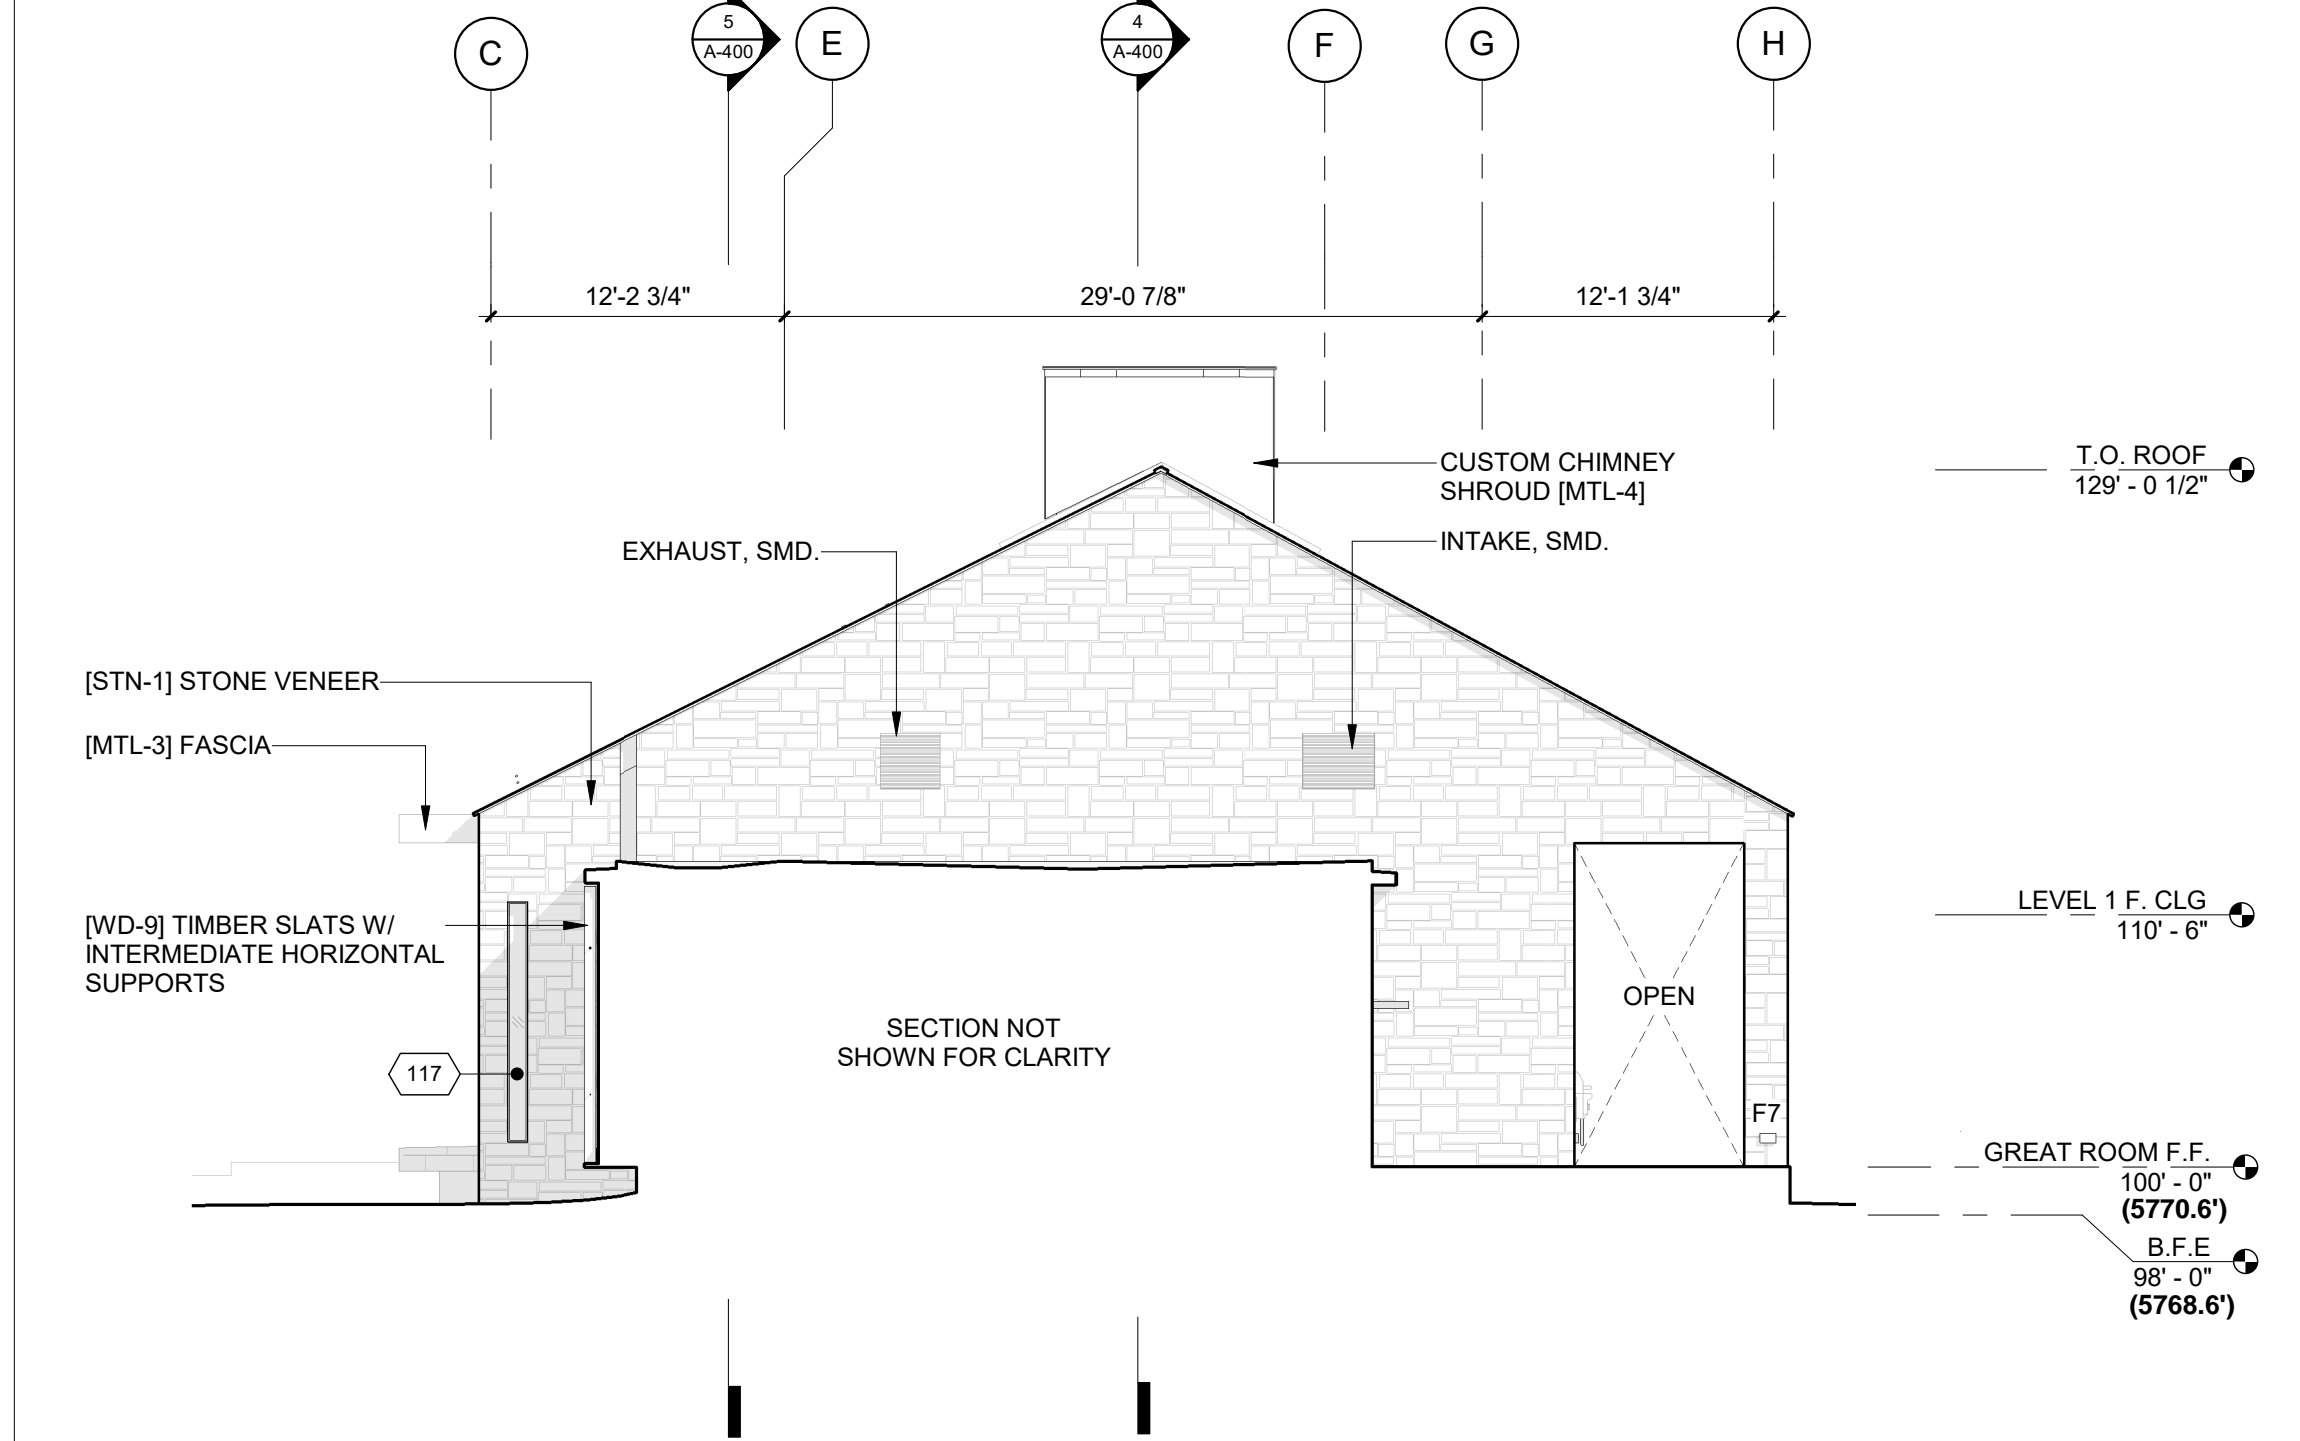 C
5
A-400
E
4
A-400
F
G
H
12'-2 3/4"
29'-0 7/8"
12'-1 3/4"
CUSTOM CHIMNEY
SHROUD [MTL-4]
T.O. ROOF
129' - 0 1/2"
EXHAUST, SMD.
INTAKE, SMD.
[STN-1] STONE VENEER
[MTL-3] FASCIA
[WD-9] TIMBER SLATS W/
INTERMEDIATE HORIZONTAL
SUPPORTS
LEVEL 1 F. CLG
110' - 6"
OPEN
SECTION NOT
SHOWN FOR CLARITY
117
F7
GREAT ROOM F.F.
100' - 0"
(5770.6')
B.F.E
98' - 0"
(5768.6')